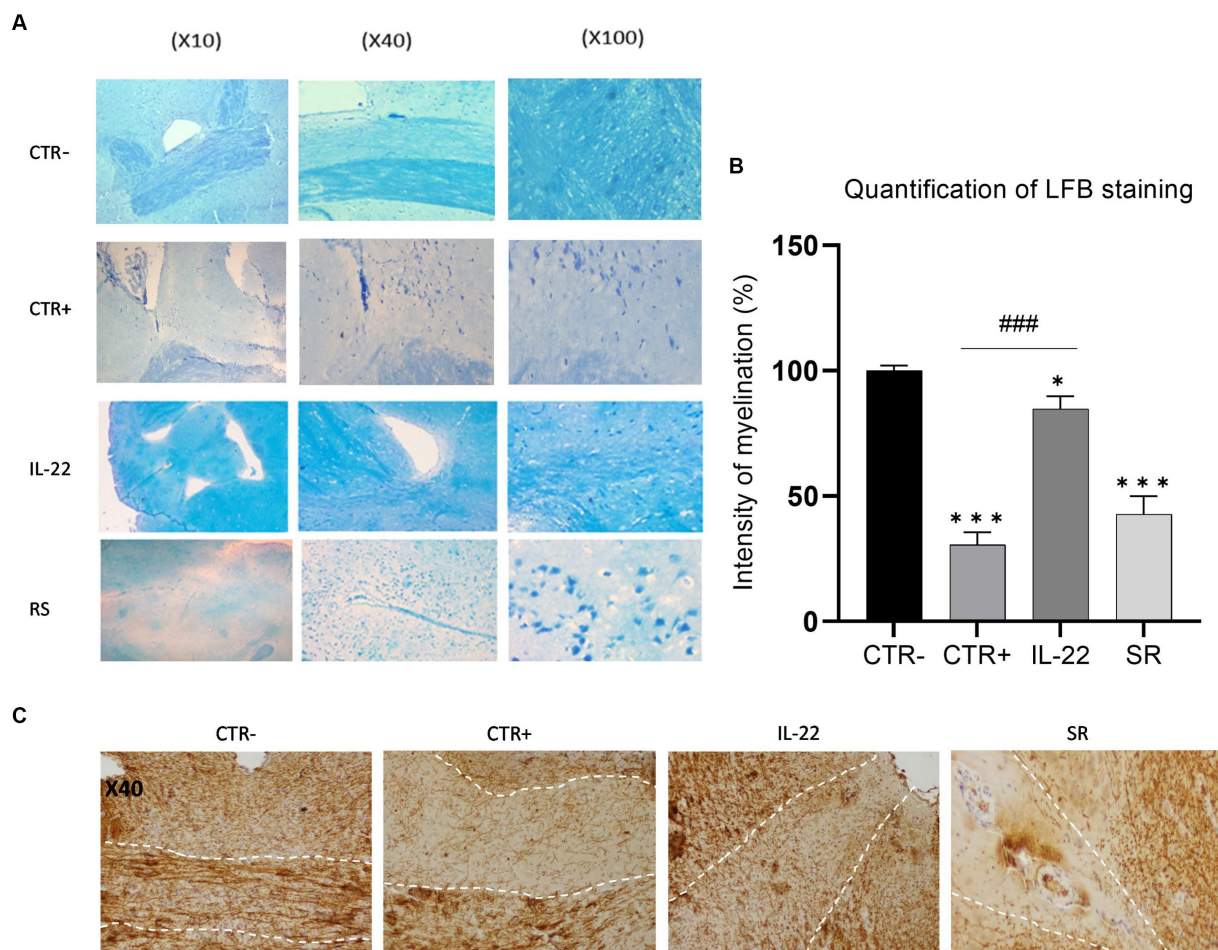 A
(X10) (X40) (X100)
CTR-
CTR+
IL-22
RS
B
Quantification of LFB staining
Intensity of myelination (%)
150
100
50
0
###
*
* * *
* * *
CTR- CTR+ IL-22 SR
C
CTR- CTR+ IL-22 SR
X40